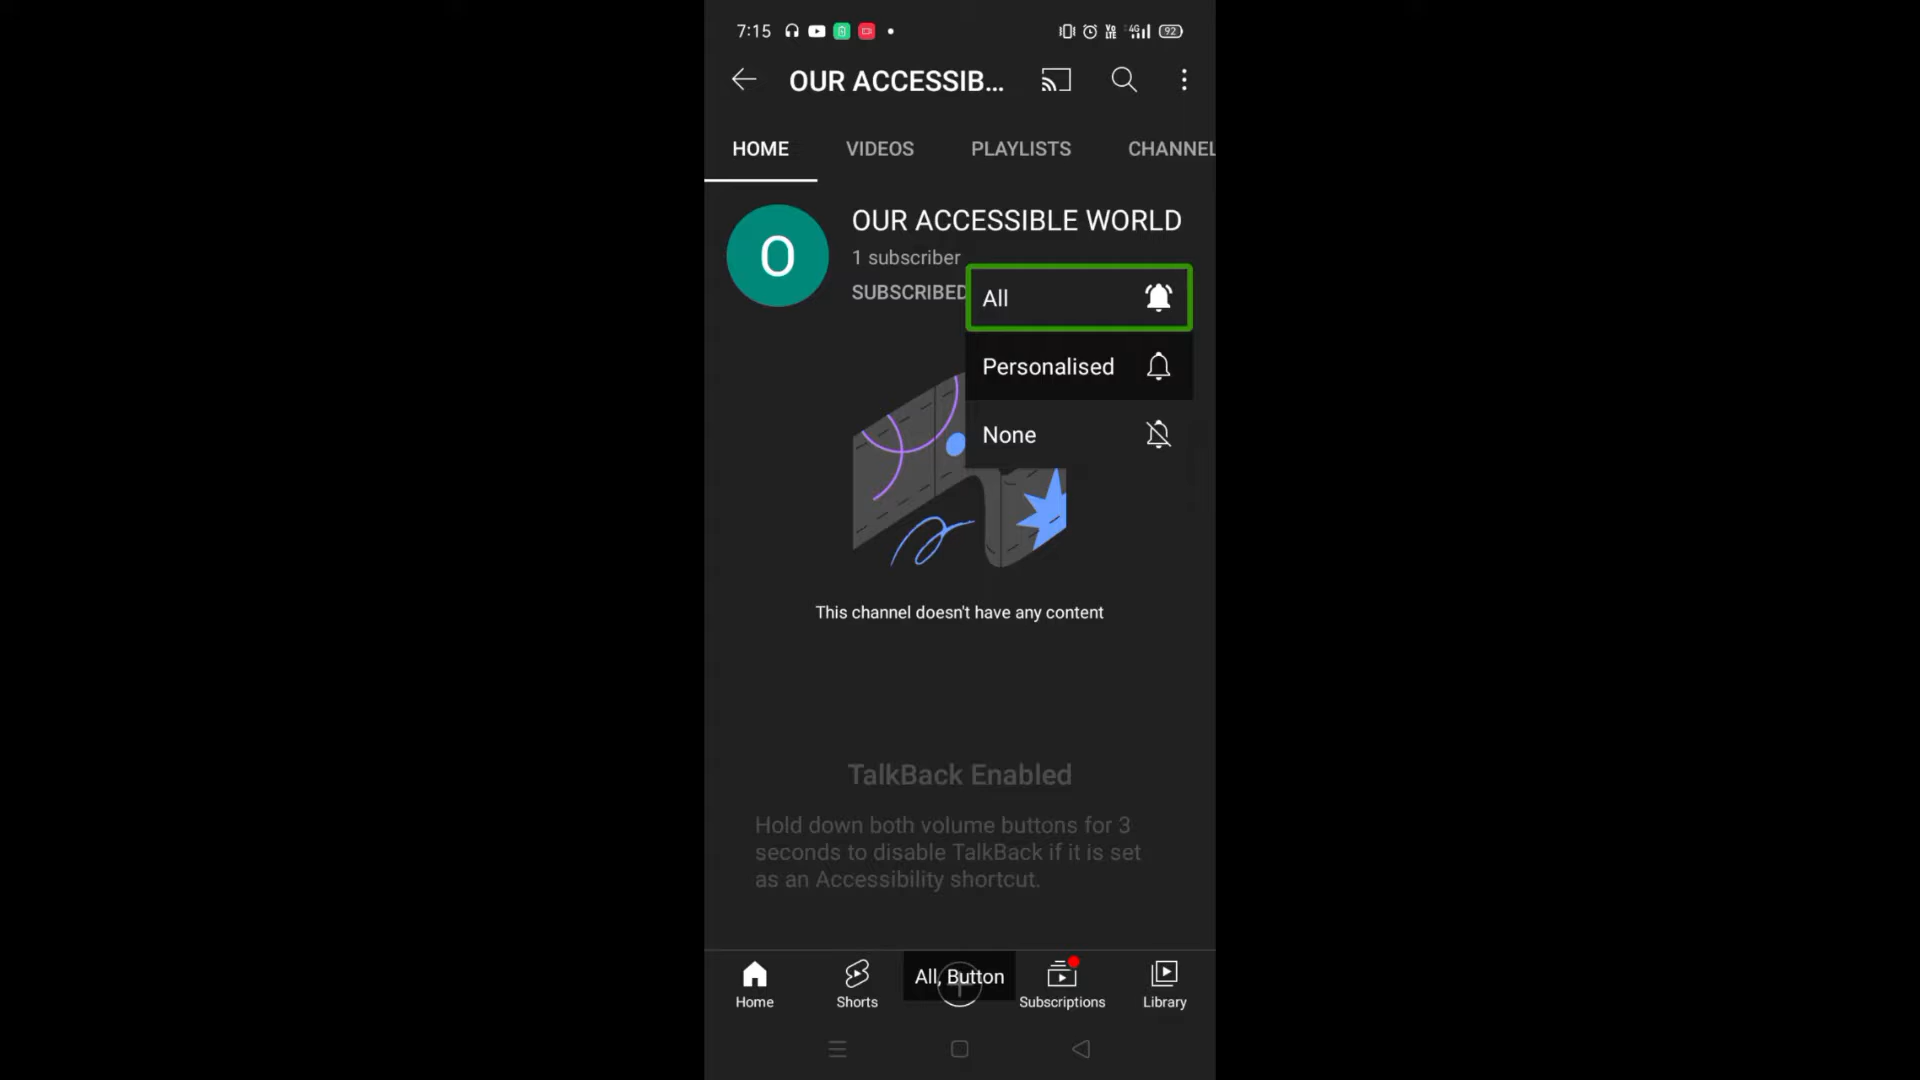 7:15
4G
92
OUR ACCESSIB...
HOME VIDEOS PLAYLISTS CHANNEL
O
OUR ACCESSIBLE WORLD
1 subscriber
SUBSCRIBED
All
Personalised
None
This channel doesn't have any content
TalkBack Enabled
Hold down both volume buttons for 3
seconds to disable TalkBack if it is set
as an Accessibility shortcut.
All, Button
Home Shorts Subscriptions Library